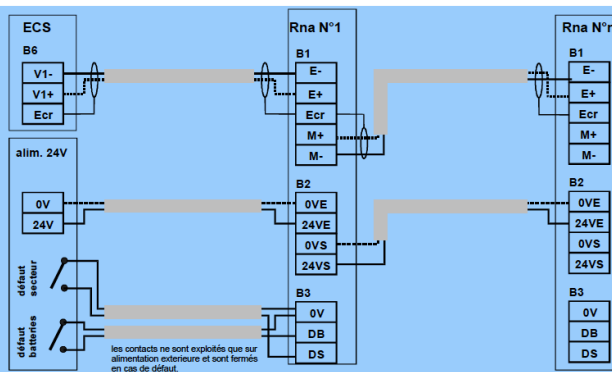 ECS
B6
V1-
V1+
Ecr
alim. 24V
0V
24V
défaut
secteur
défaut
batteries
Rna N°1
B1
E-
E+
Ecr
M+
M-
B2
0VE
24VE
0VS
24VS
B3
0V
DB
DS
les contacts ne sont exploités que sur
alimentation exterieure et sont fermés
en cas de défaut.
Rna N°n
B1
E-
E+
Ecr
M+
M-
B2
0VE
24VE
0VS
24VS
B3
0V
DB
DS